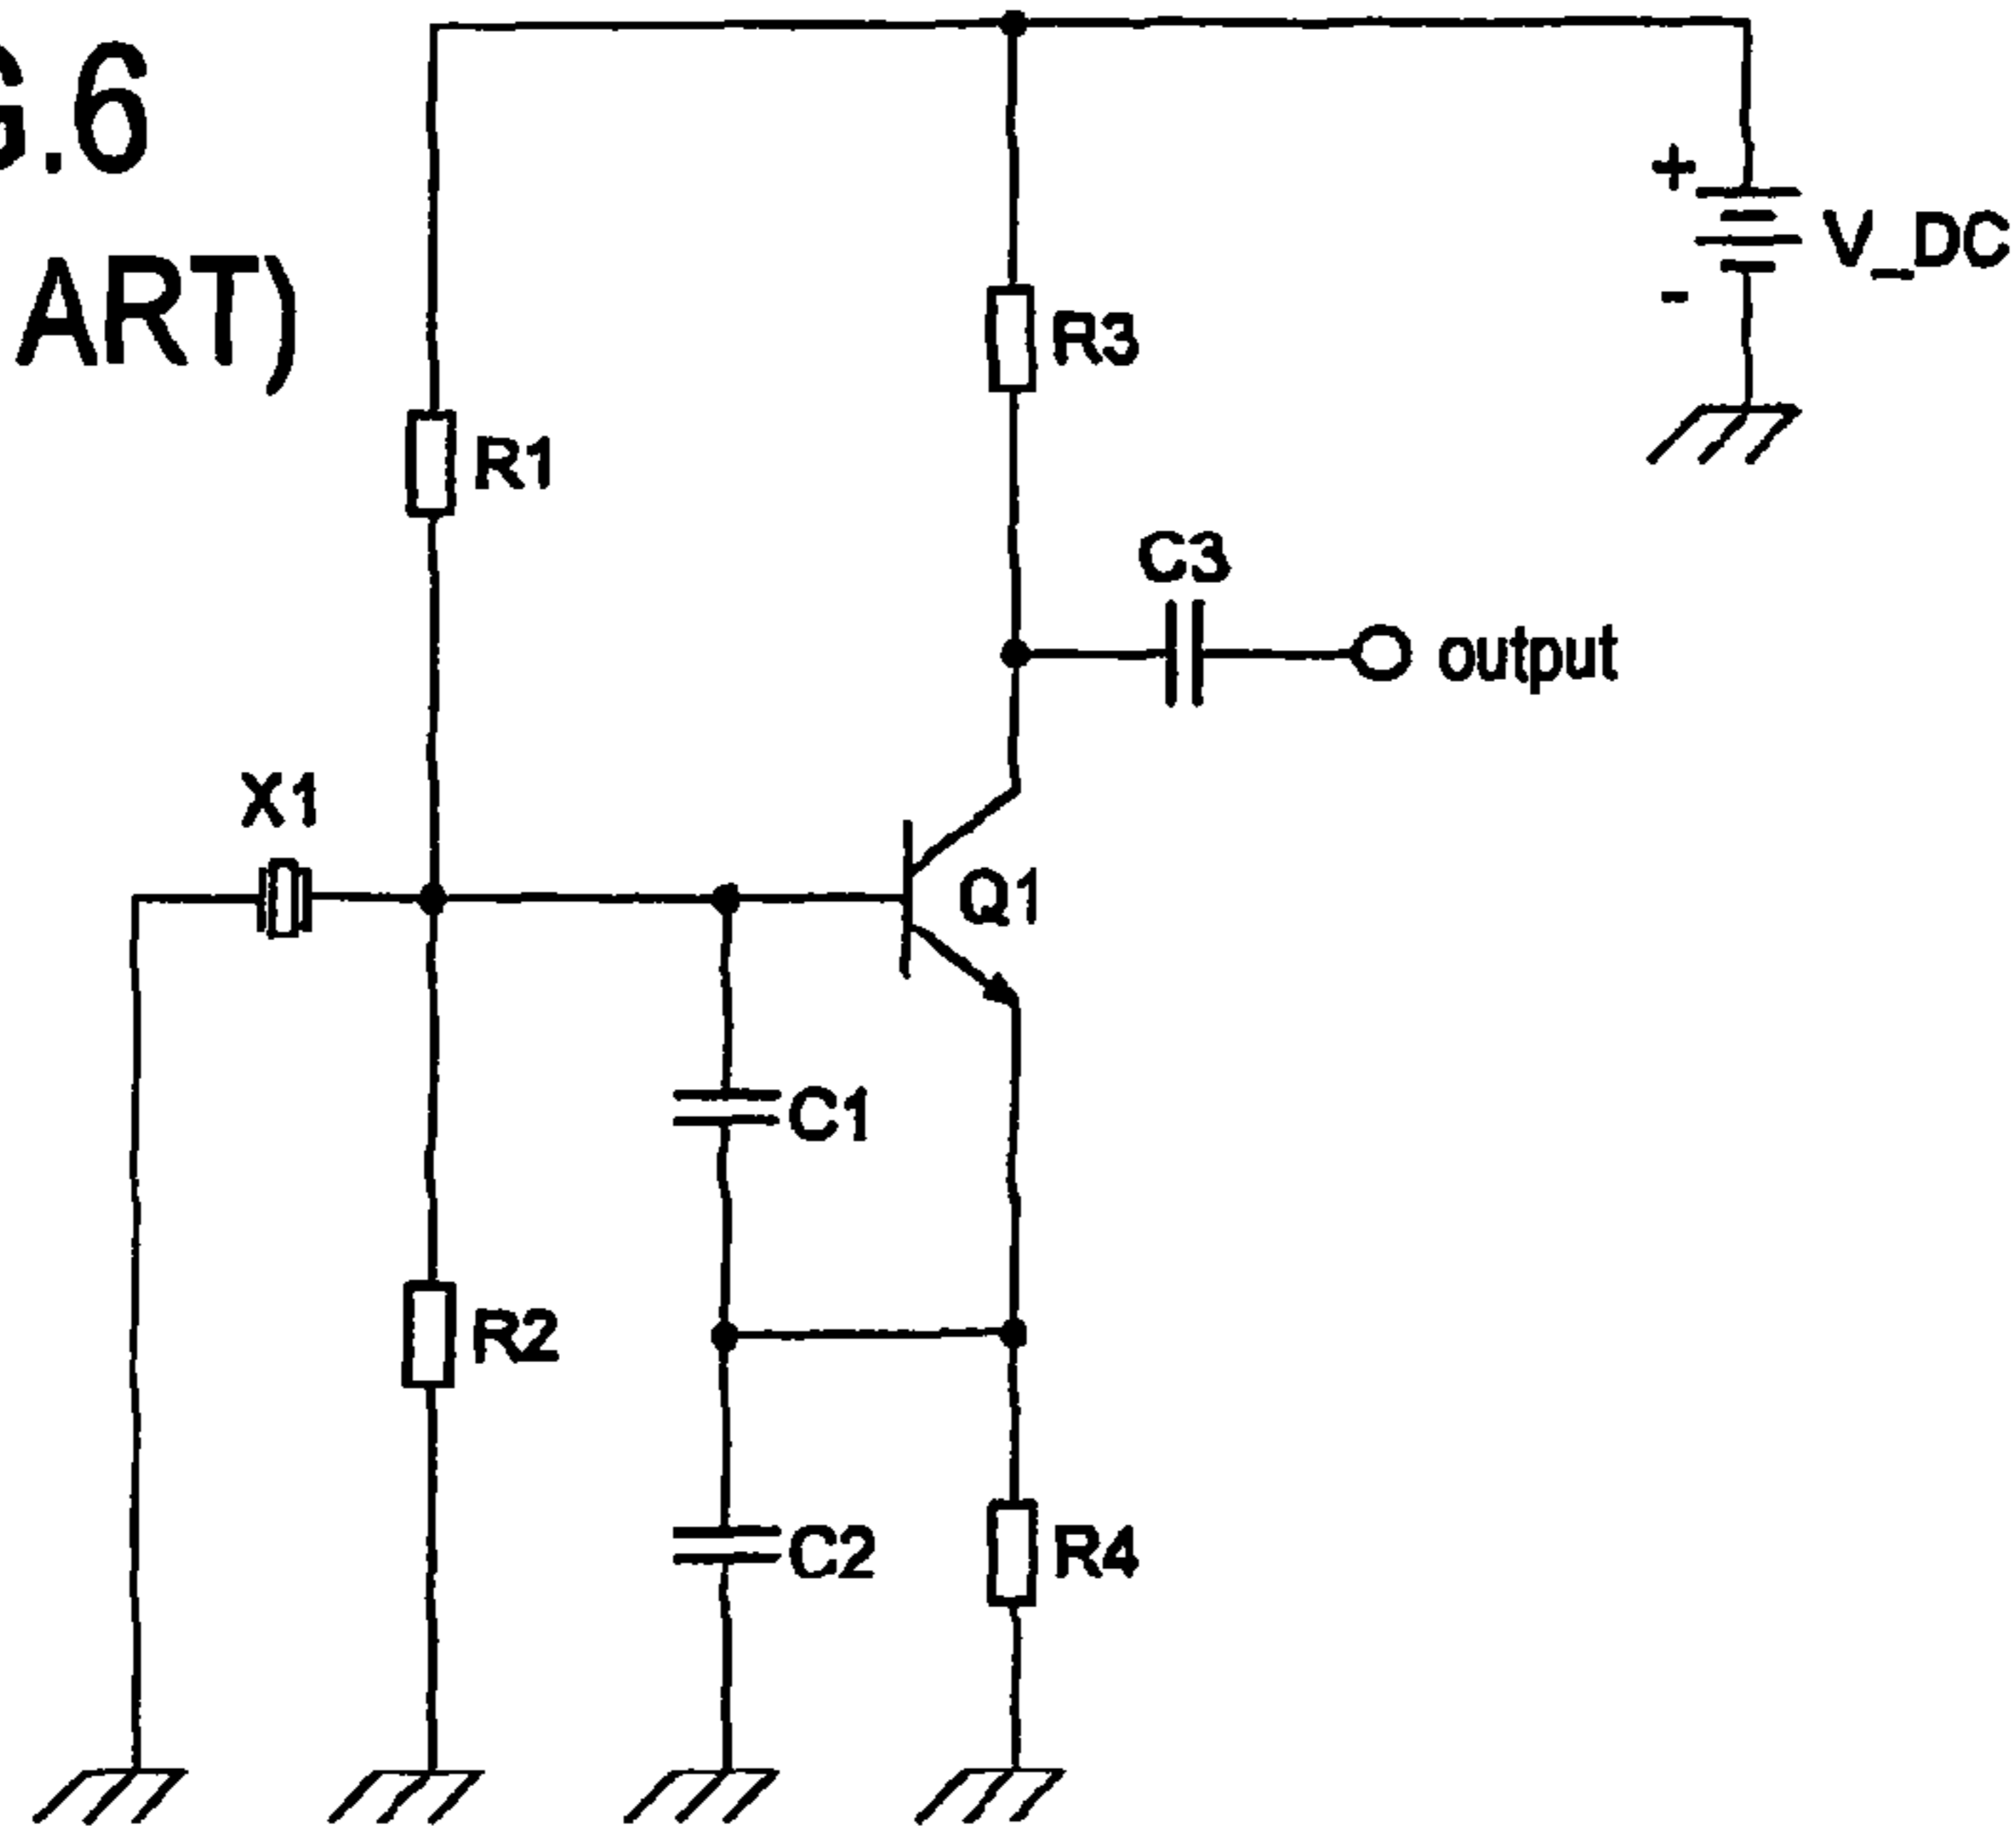 G.6
ART)
+
V_DC
-
R3
R1
C3
output
X1
Q1
C1
R2
C2
R4